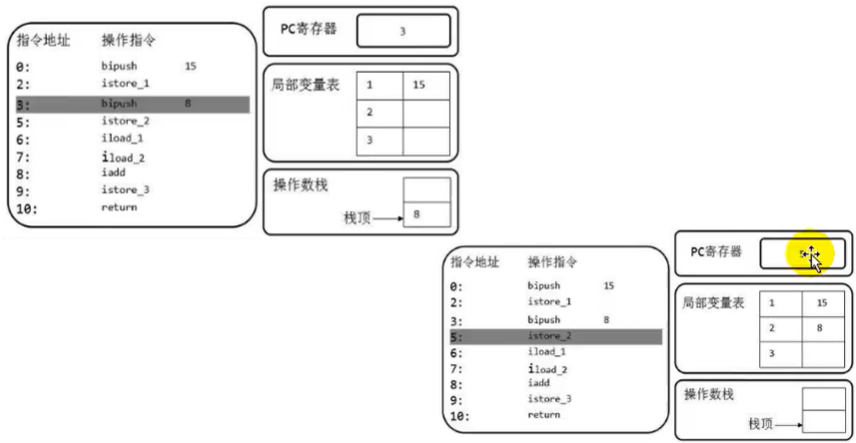 指令地址 操作指令
0: bipush 15
2: istore_1
3: bipush 8
5: istore_2
6: iload_1
7: iload_2
8: iadd
9: istore_3
10: return
PC寄存器 3
局部变量表 1 15
2
3
操作数栈
栈顶 8
指令地址 操作指令
0: bipush 15
2: istore_1
3: bipush 8
5: istore_2
6: iload_1
7: iload_2
8: iadd
9: istore_3
10: return
PC寄存器
局部变量表 1 15
2 8
3
操作数栈
栈顶